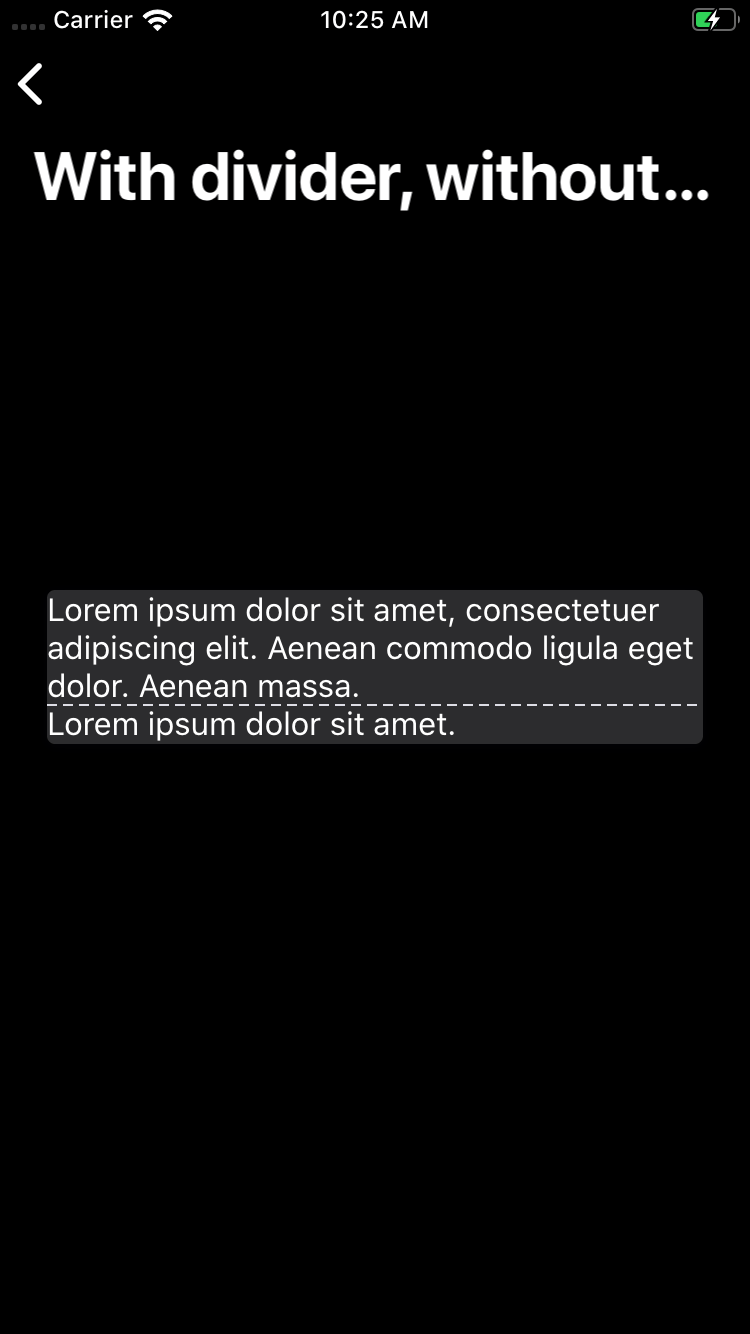 Carrier 10:25 AM
With divider, without...
Lorem ipsum dolor sit amet, consectetuer
adipiscing elit. Aenean commodo ligula eget
dolor. Aenean massa.
Lorem ipsum dolor sit amet.